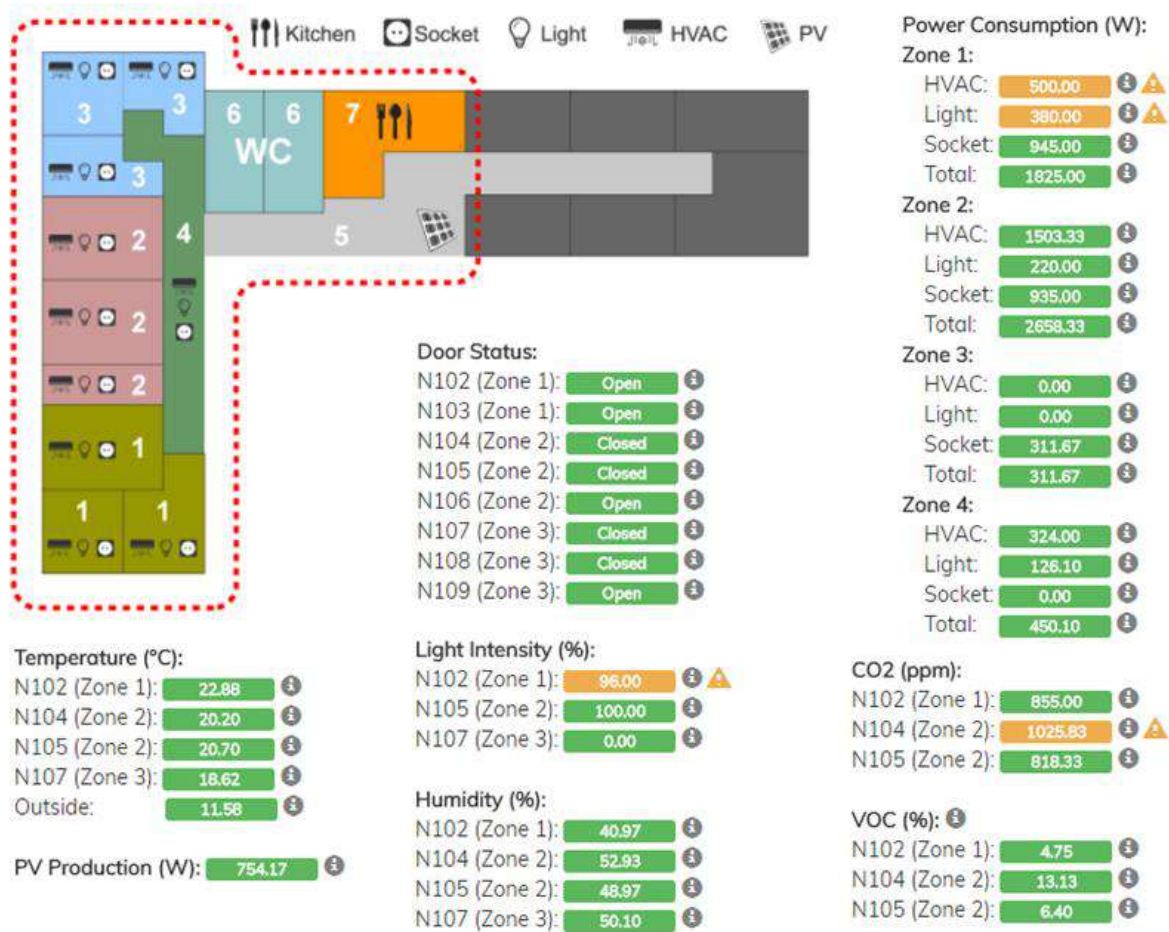 Kitchen Socket Light HVAC PV
3 3
6 6 7
WC
3
2 4 5
2
2
1
1 1
Door Status:
N102 (Zone 1): Open
N103 (Zone 1): Open
N104 (Zone 2): Closed
N105 (Zone 2): Closed
N106 (Zone 2): Open
N107 (Zone 3): Closed
N108 (Zone 3): Closed
N109 (Zone 3): Open
Power Consumption (W):
Zone 1:
HVAC: 500.00
Light: 380.00
Socket: 945.00
Total: 1825.00
Zone 2:
HVAC: 1503.33
Light: 220.00
Socket: 935.00
Total: 2658.33
Zone 3:
HVAC: 0.00
Light: 0.00
Socket: 311.67
Total: 311.67
Zone 4:
HVAC: 324.00
Light: 126.10
Socket: 0.00
Total: 450.10
Temperature (°C):
N102 (Zone 1): 22.88
N104 (Zone 2): 20.20
N105 (Zone 2): 20.70
N107 (Zone 3): 18.62
Outside: 11.58
PV Production (W): 754.17
Light Intensity (%):
N102 (Zone 1): 96.00
N105 (Zone 2): 100.00
N107 (Zone 3): 0.00
Humidity (%):
N102 (Zone 1): 40.97
N104 (Zone 2): 52.93
N105 (Zone 2): 48.97
N107 (Zone 3): 50.10
CO2 (ppm):
N102 (Zone 1): 855.00
N104 (Zone 2): 1025.83
N105 (Zone 2): 818.33
VOC (%):
N102 (Zone 1): 4.75
N104 (Zone 2): 13.13
N105 (Zone 2): 6.40